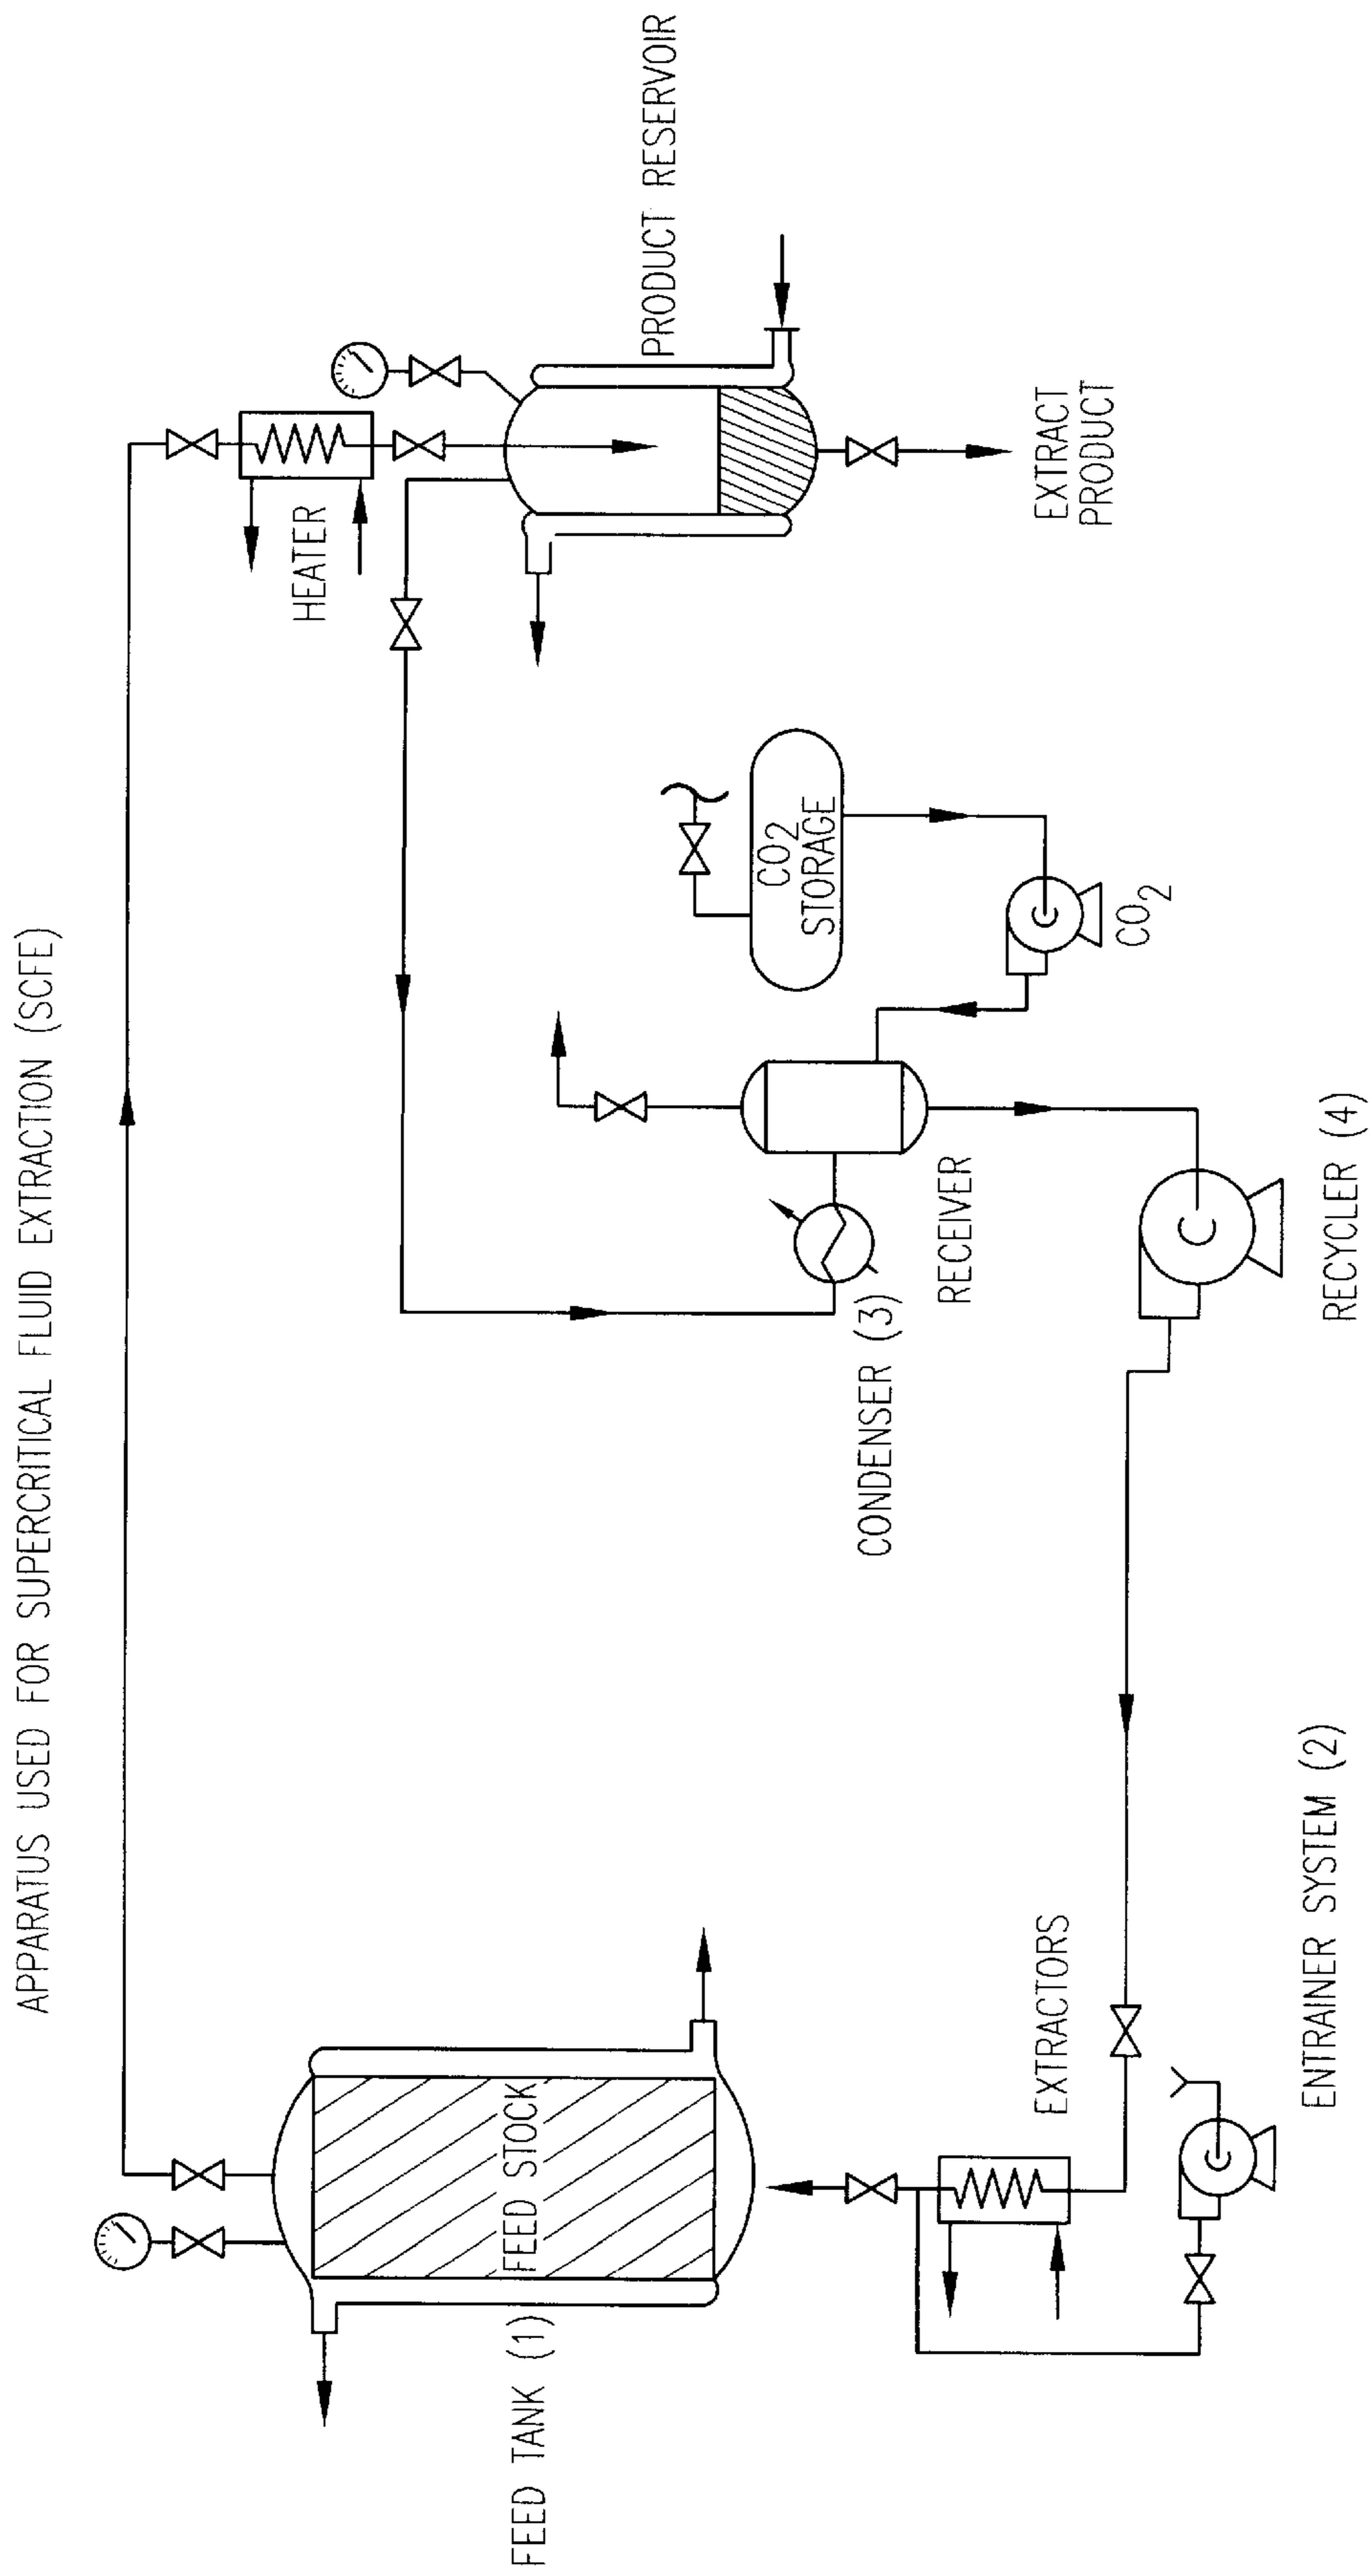 APPARATUS USED FOR SUPERCRITICAL FLUID EXTRACTION (SCFE)
HEATER
PRODUCT RESERVOIR
FEED STOCK
FEED TANK (1)
CO2
STORAGE
CO2
RECEIVER
CONDENSER (3)
EXTRACT
PRODUCT
EXTRACTORS
RECYCLER (4)
ENTRAINER SYSTEM (2)